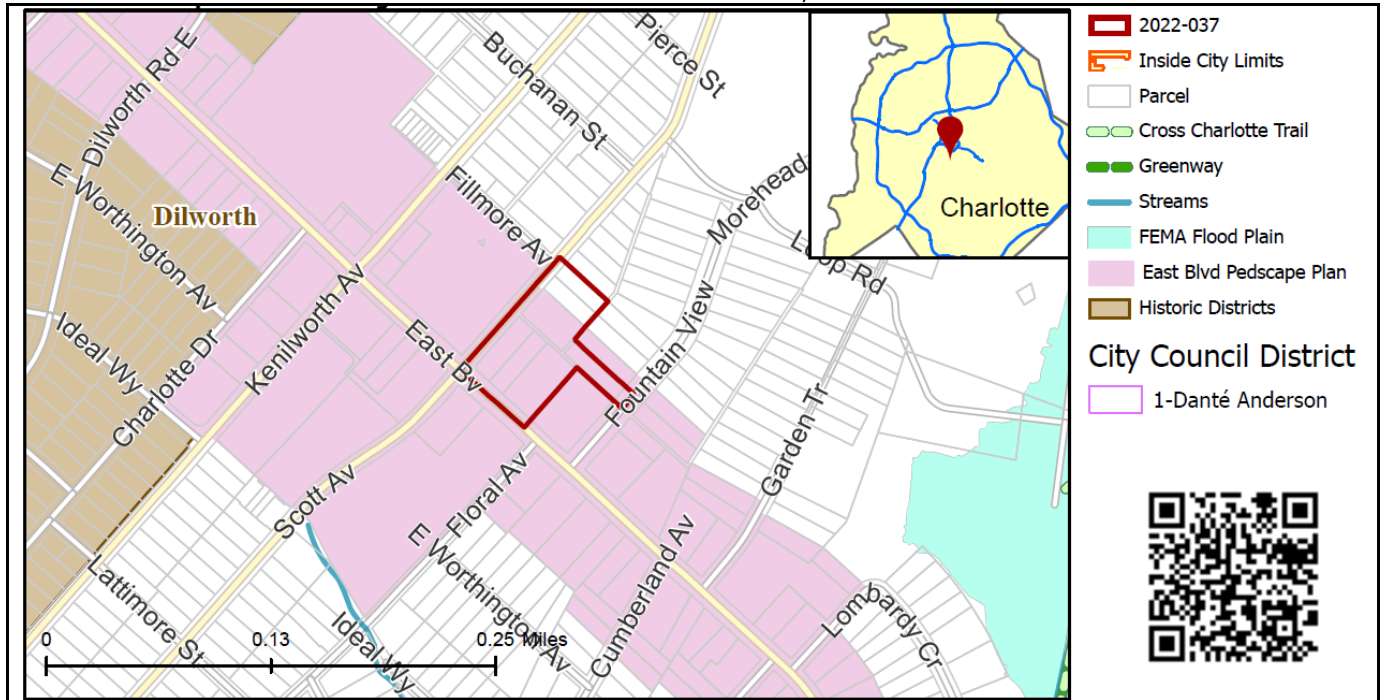 Pierce St
Buchanan St
Dilworth Rd E
Fillmore Av
Morehead
Charlotte
Loop Rd
E Worthington Av
Dilworth
Kenilworth Av
Fountain View
Ideal Wy
East Bv
Charlotte Dr
Garden Tr
Scott Av
Floral Av
E Worthington Av
Cumberland Av
Lombardy Cr
Lattimore St
Ideal Wy
0
0.13
0.25 Miles
2022-037
Inside City Limits
Parcel
Cross Charlotte Trail
Greenway
Streams
FEMA Flood Plain
East Blvd Pedscape Plan
Historic Districts
City Council District
1-Danté Anderson